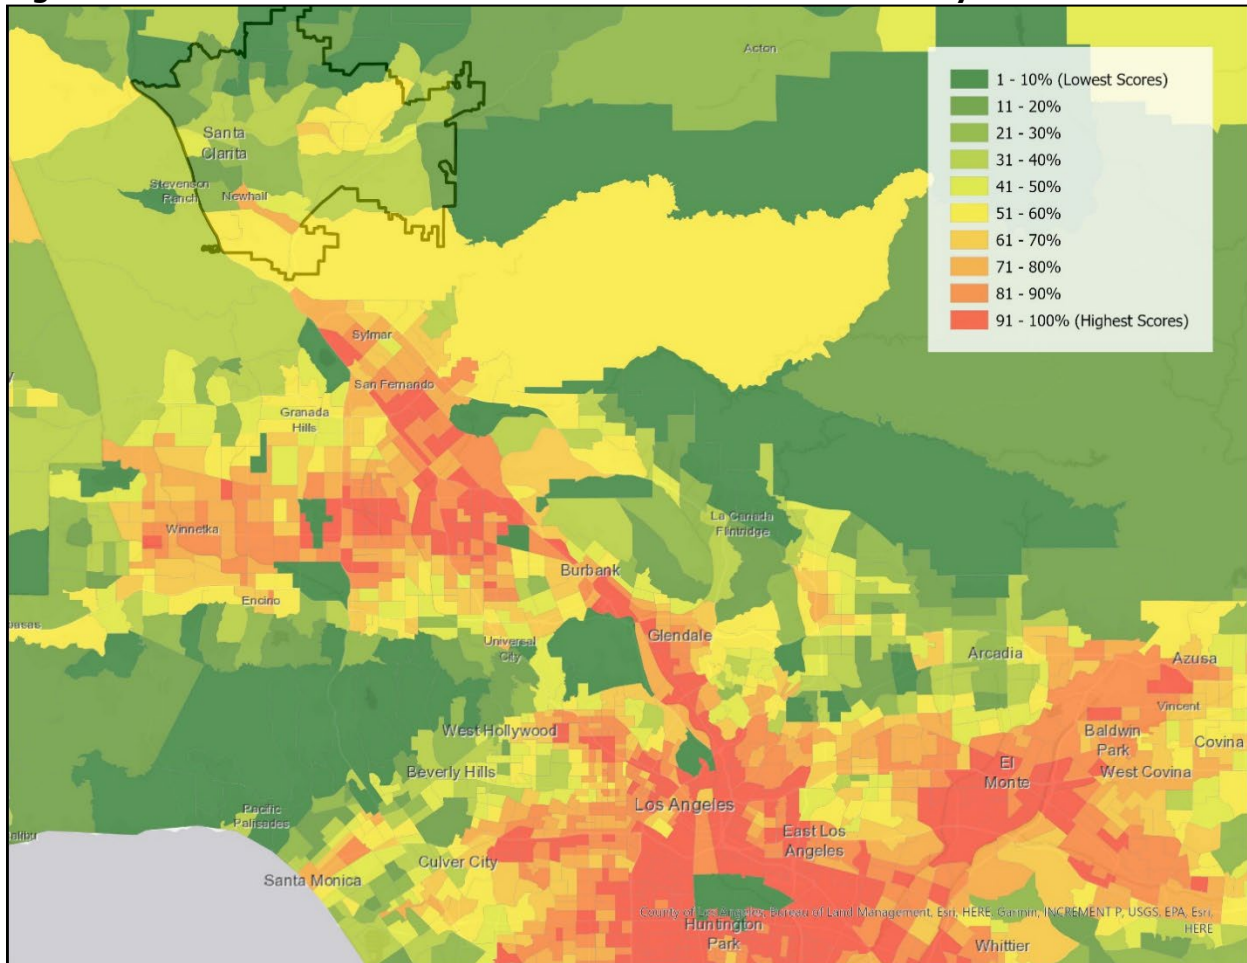 Acton
1 - 10% (Lowest Scores)
11 - 20%
21 - 30%
31 - 40%
41 - 50%
51 - 60%
61 - 70%
71 - 80%
81 - 90%
91 - 100% (Highest Scores)
Santa
Clarita
Stevenson
Ranch
Newhall
Sylmar
San Fernando
Granada
Hills
Winnetka
La Canada
Flintridge
Burbank
Encino
Universal
City
Glendale
Arcadia
Azusa
Vincent
West Hollywood
Baldwin
Park
Covina
Beverly Hills
El
Monte
West Covina
Pacific
Palisades
Los Angeles
East Los
Angeles
Culver City
Santa Monica
County of Los Angeles, Bureau of Land Management, Esri, HERE, Garmin, INCREMENT P, USGS, EPA, Esri,
HERE
Huntington
Park
Whittier